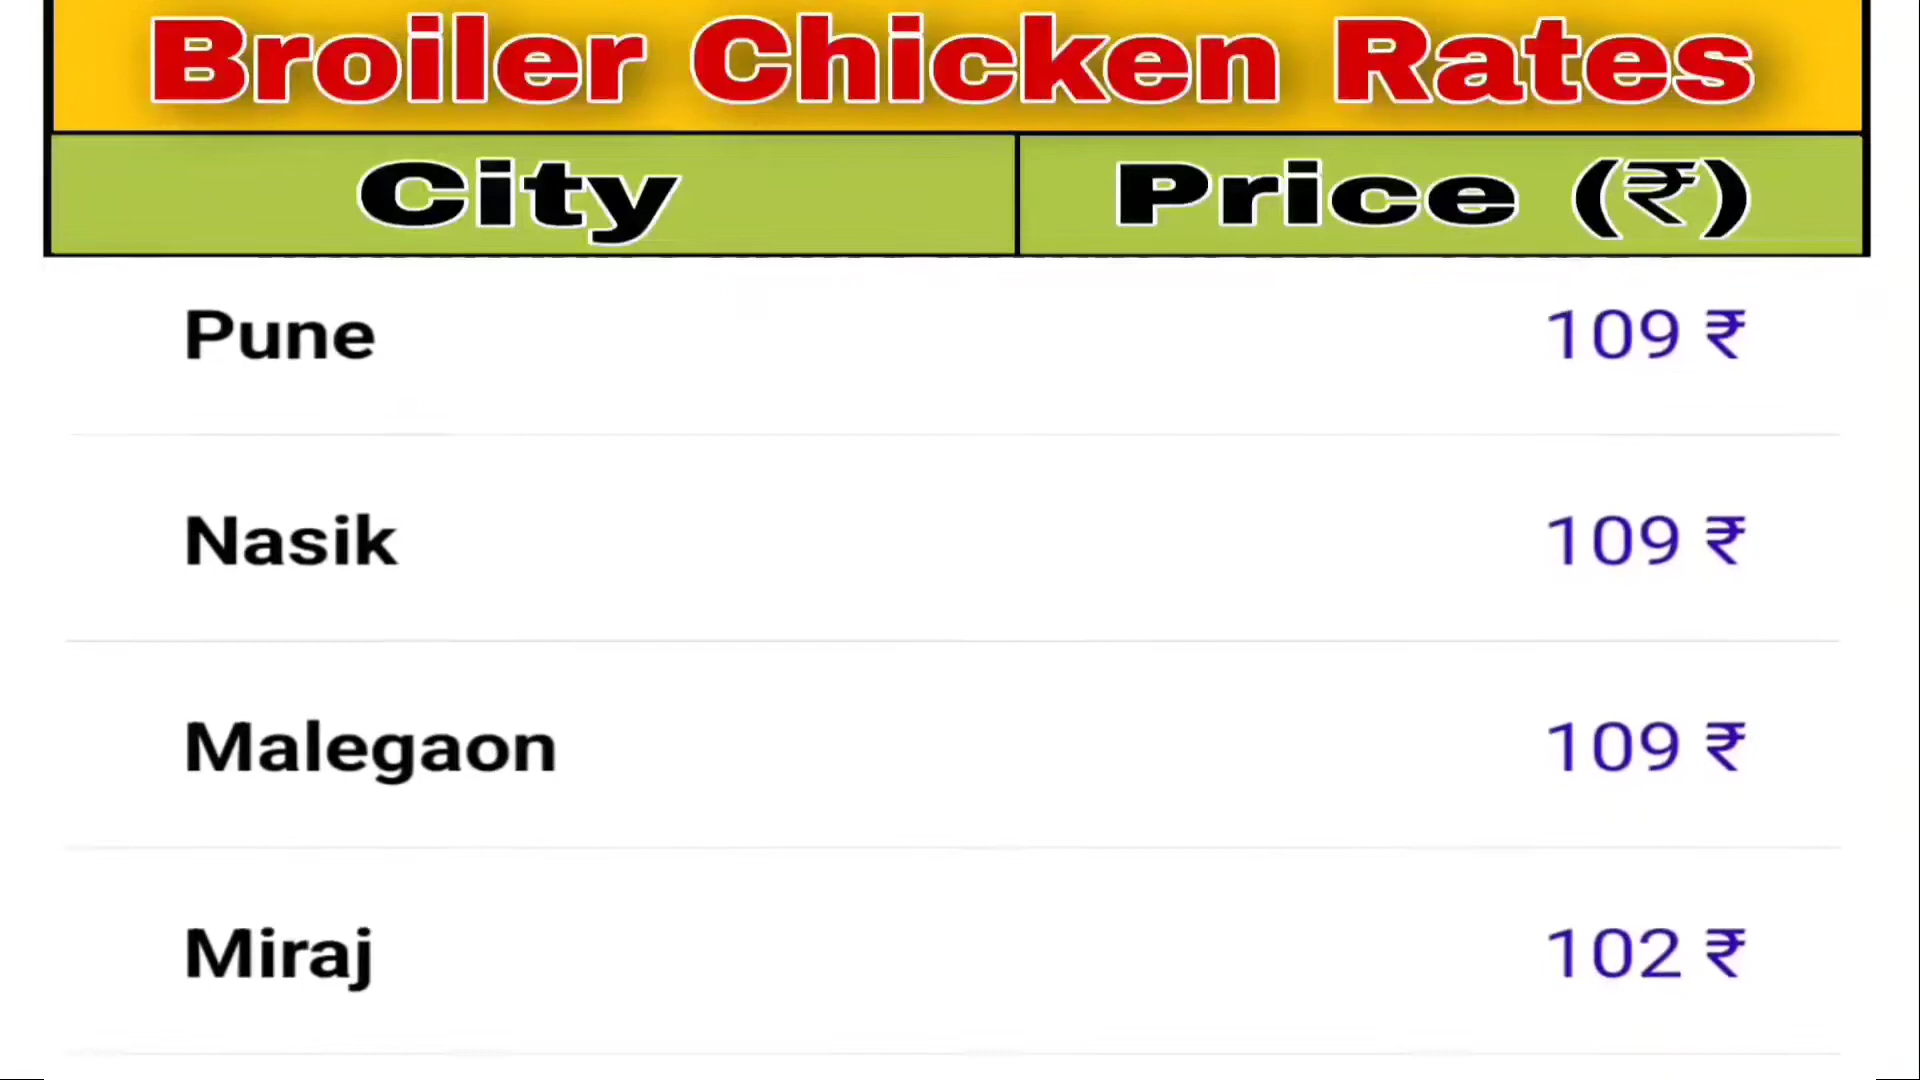 Broiler Chicken Rates
City Price (₹)
Pune 109 ₹
Nasik 109 ₹
Malegaon 109 ₹
Miraj 102 ₹